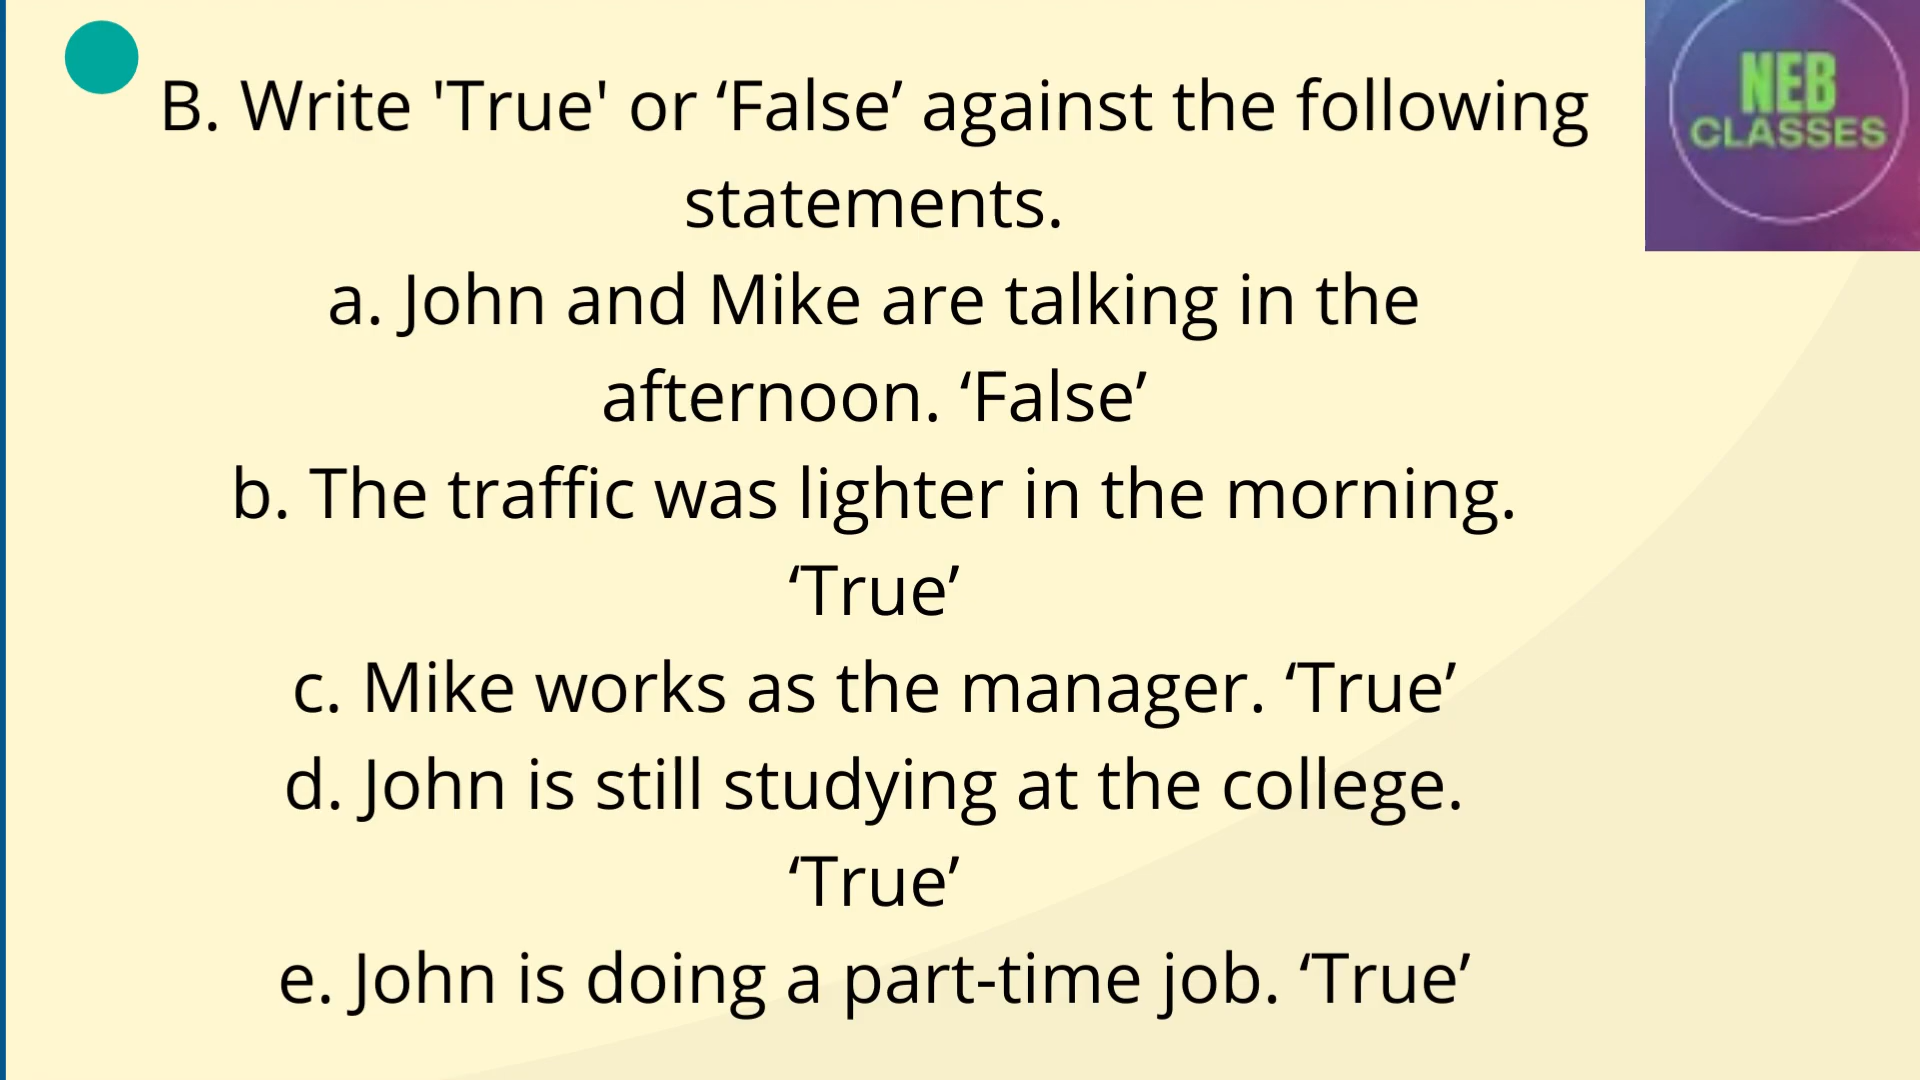 B. Write 'True' or ‘False’ against the following
statements.
a. John and Mike are talking in the
afternoon. ‘False’
b. The traffic was lighter in the morning.
‘True’
c. Mike works as the manager. ‘True’
d. John is still studying at the college.
‘True’
e. John is doing a part-time job. ‘True’
NEB
CLASSES